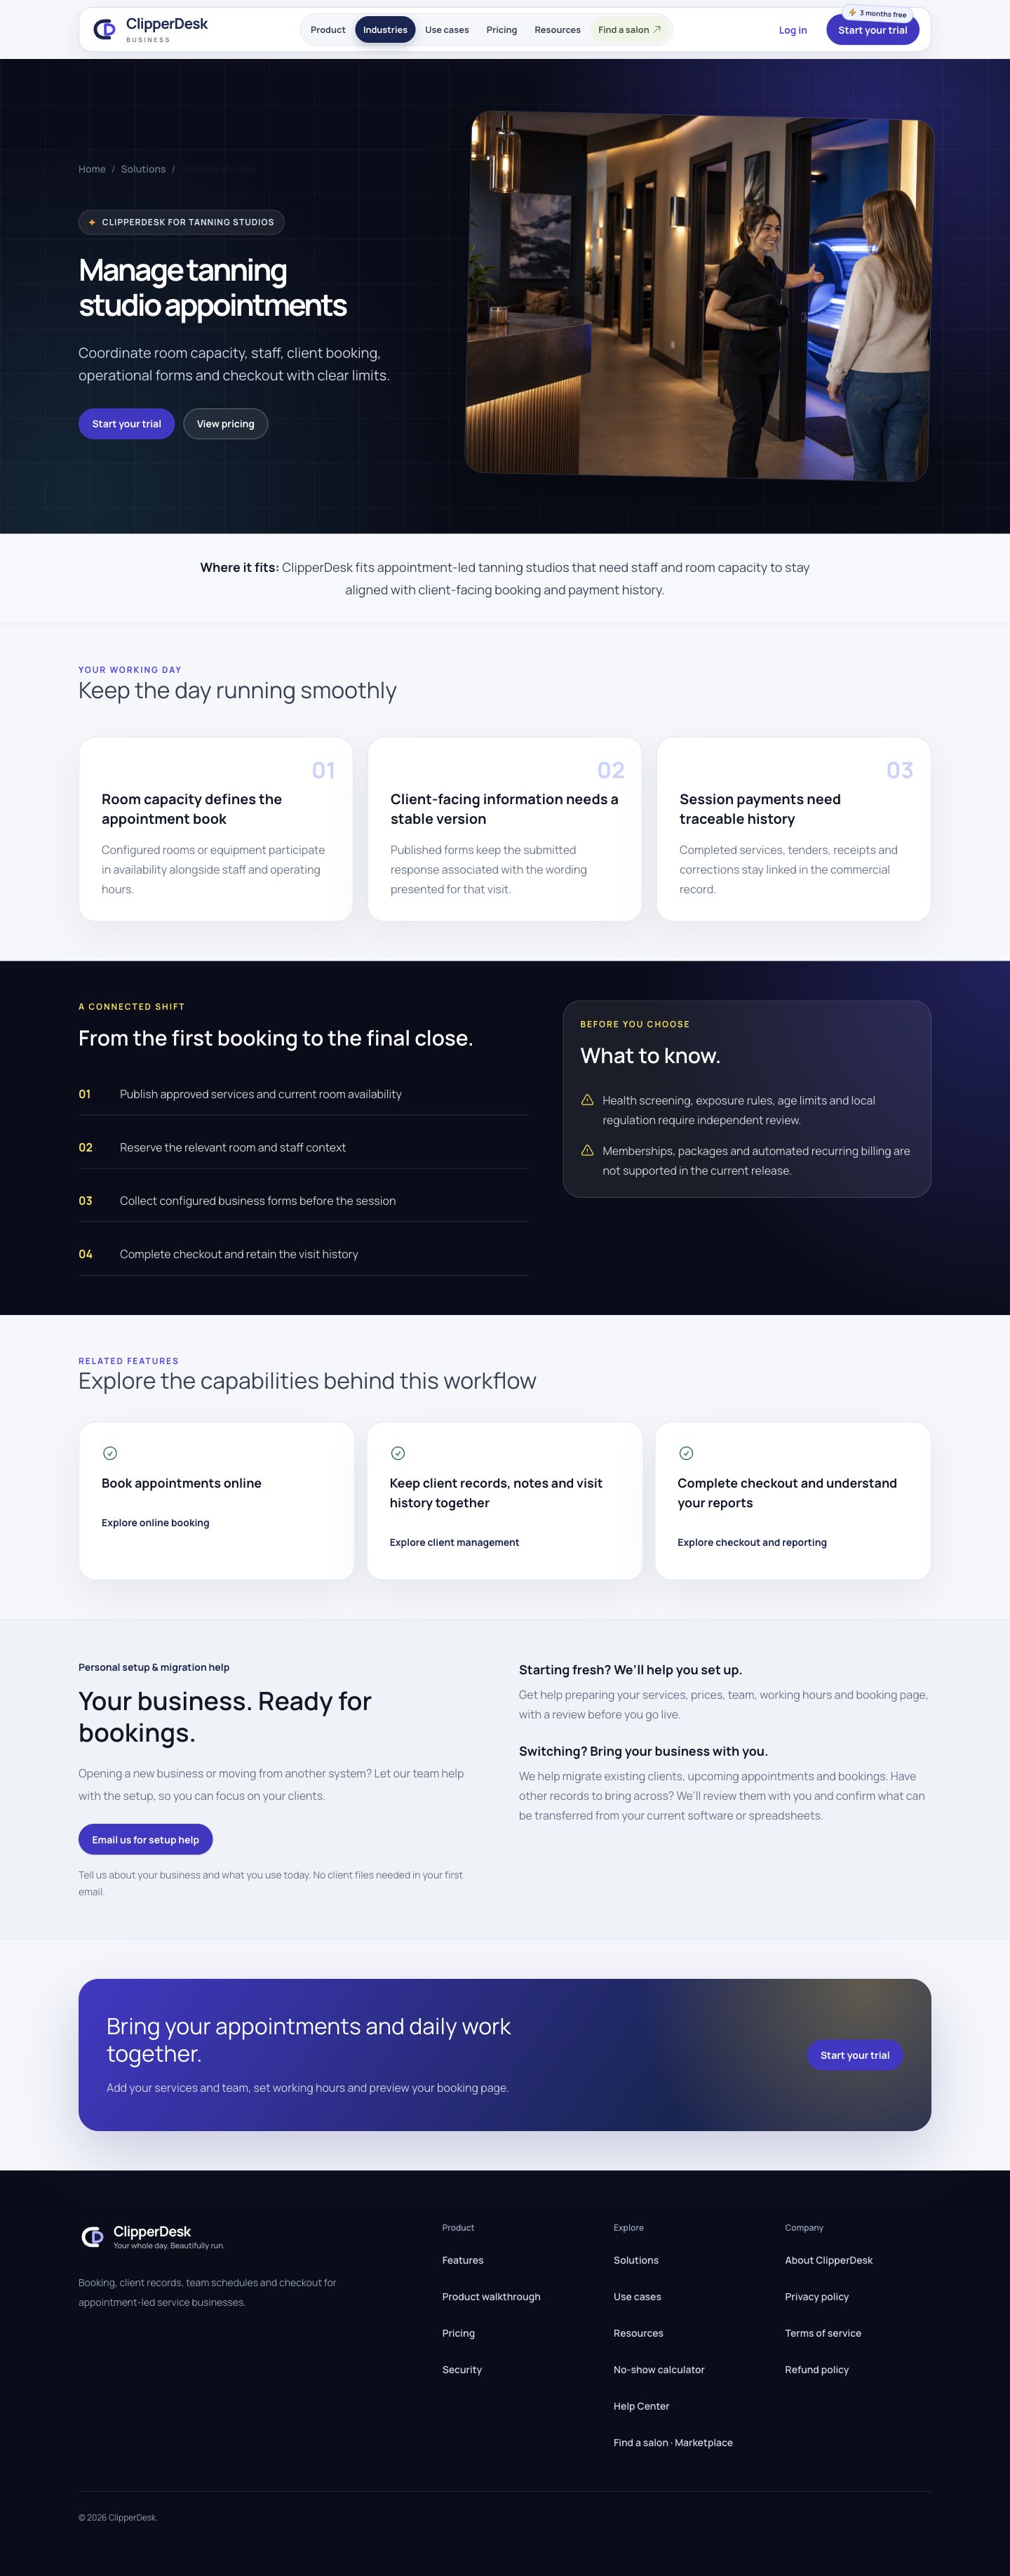 ClipperDesk
BUSINESS
Product
Industries
Use cases
Pricing
Resources
Find a salon
Log in
3 months free
Start your trial
Home / Solutions / Tanning studios
CLIPPERDESK FOR TANNING STUDIOS
Manage tanning
studio appointments
Coordinate room capacity, staff, client booking,
operational forms and checkout with clear limits.
Start your trial
View pricing
Where it fits: ClipperDesk fits appointment-led tanning studios that need staff and room capacity to stay
aligned with client-facing booking and payment history.
YOUR WORKING DAY
Keep the day running smoothly
01
Room capacity defines the
appointment book
Configured rooms or equipment participate
in availability alongside staff and operating
hours.
02
Client-facing information needs a
stable version
Published forms keep the submitted
response associated with the wording
presented for that visit.
03
Session payments need
traceable history
Completed services, tenders, receipts and
corrections stay linked in the commercial
record.
A CONNECTED SHIFT
From the first booking to the final close.
01 Publish approved services and current room availability
02 Reserve the relevant room and staff context
03 Collect configured business forms before the session
04 Complete checkout and retain the visit history
BEFORE YOU CHOOSE
What to know.
Health screening, exposure rules, age limits and local
regulation require independent review.
Memberships, packages and automated recurring billing are
not supported in the current release.
RELATED FEATURES
Explore the capabilities behind this workflow
Book appointments online
Explore online booking
Keep client records, notes and visit
history together
Explore client management
Complete checkout and understand
your reports
Explore checkout and reporting
Personal setup & migration help
Your business. Ready for
bookings.
Opening a new business or moving from another system? Let our team help
with the setup, so you can focus on your clients.
Email us for setup help
Tell us about your business and what you use today. No client files needed in your first
email.
Starting fresh? We'll help you set up.
Get help preparing your services, prices, team, working hours and booking page,
with a review before you go live.
Switching? Bring your business with you.
We help migrate existing clients, upcoming appointments and bookings. Have
other records to bring across? We'll review them with you and confirm what can
be transferred from your current software or spreadsheets.
Bring your appointments and daily work
together.
Add your services and team, set working hours and preview your booking page.
Start your trial
ClipperDesk
Your whole day. Beautifully run.
Booking, client records, team schedules and checkout for
appointment-led service businesses.
Product
Features
Product walkthrough
Pricing
Security
Explore
Solutions
Use cases
Resources
No-show calculator
Help Center
Find a salon · Marketplace
Company
About ClipperDesk
Privacy policy
Terms of service
Refund policy
© 2026 ClipperDesk.